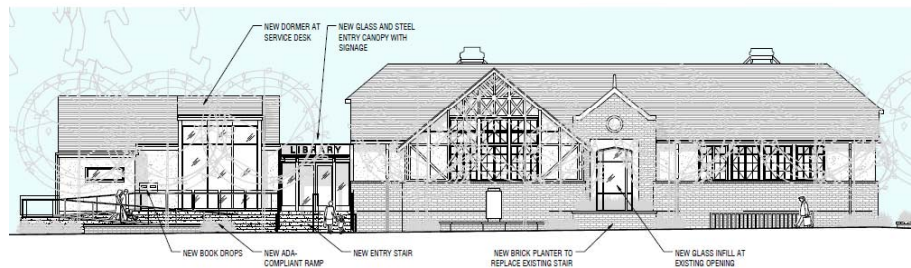 NEW DORMER AT
SERVICE DESK
NEW GLASS AND STEEL
ENTRY CANOPY WITH
SIGNAGE
LIBRARY
NEW BOOK DROPS
NEW ADA-
COMPLIANT RAMP
NEW ENTRY STAIR
NEW BRICK PLANTER TO
REPLACE EXISTING STAIR
NEW GLASS INFILL AT
EXISTING OPENING